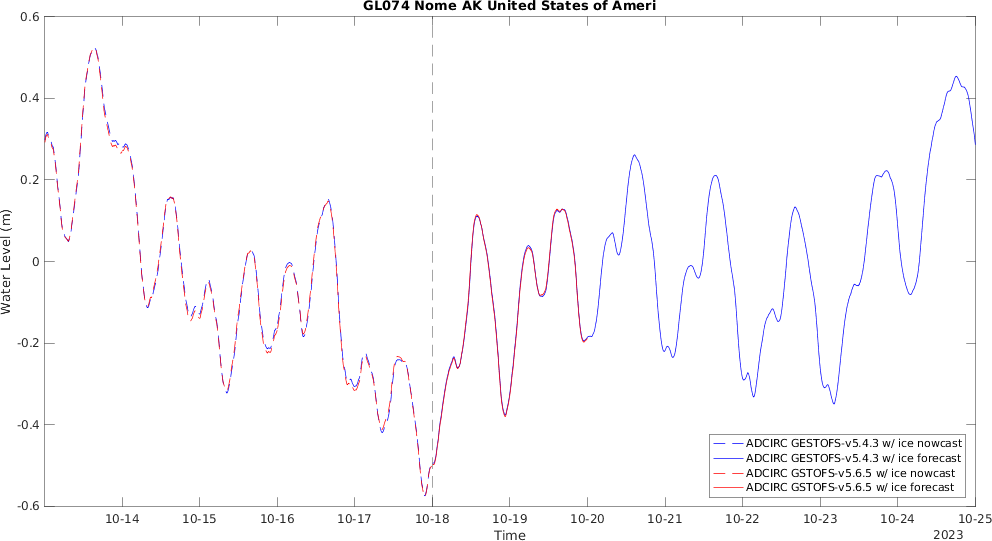 GL074 Nome AK United States of Ameri
0.6
0.4
0.2
0
-0.2
-0.4
-0.6
Water Level (m)
ADCIRC GESTOFS-v5.4.3 w/ ice nowcast
ADCIRC GESTOFS-v5.4.3 w/ ice forecast
ADCIRC GSTOFS-v5.6.5 w/ ice nowcast
ADCIRC GSTOFS-v5.6.5 w/ ice forecast
10-14 10-15 10-16 10-17 10-18 10-19 10-20 10-21 10-22 10-23 10-24 10-25
Time
2023